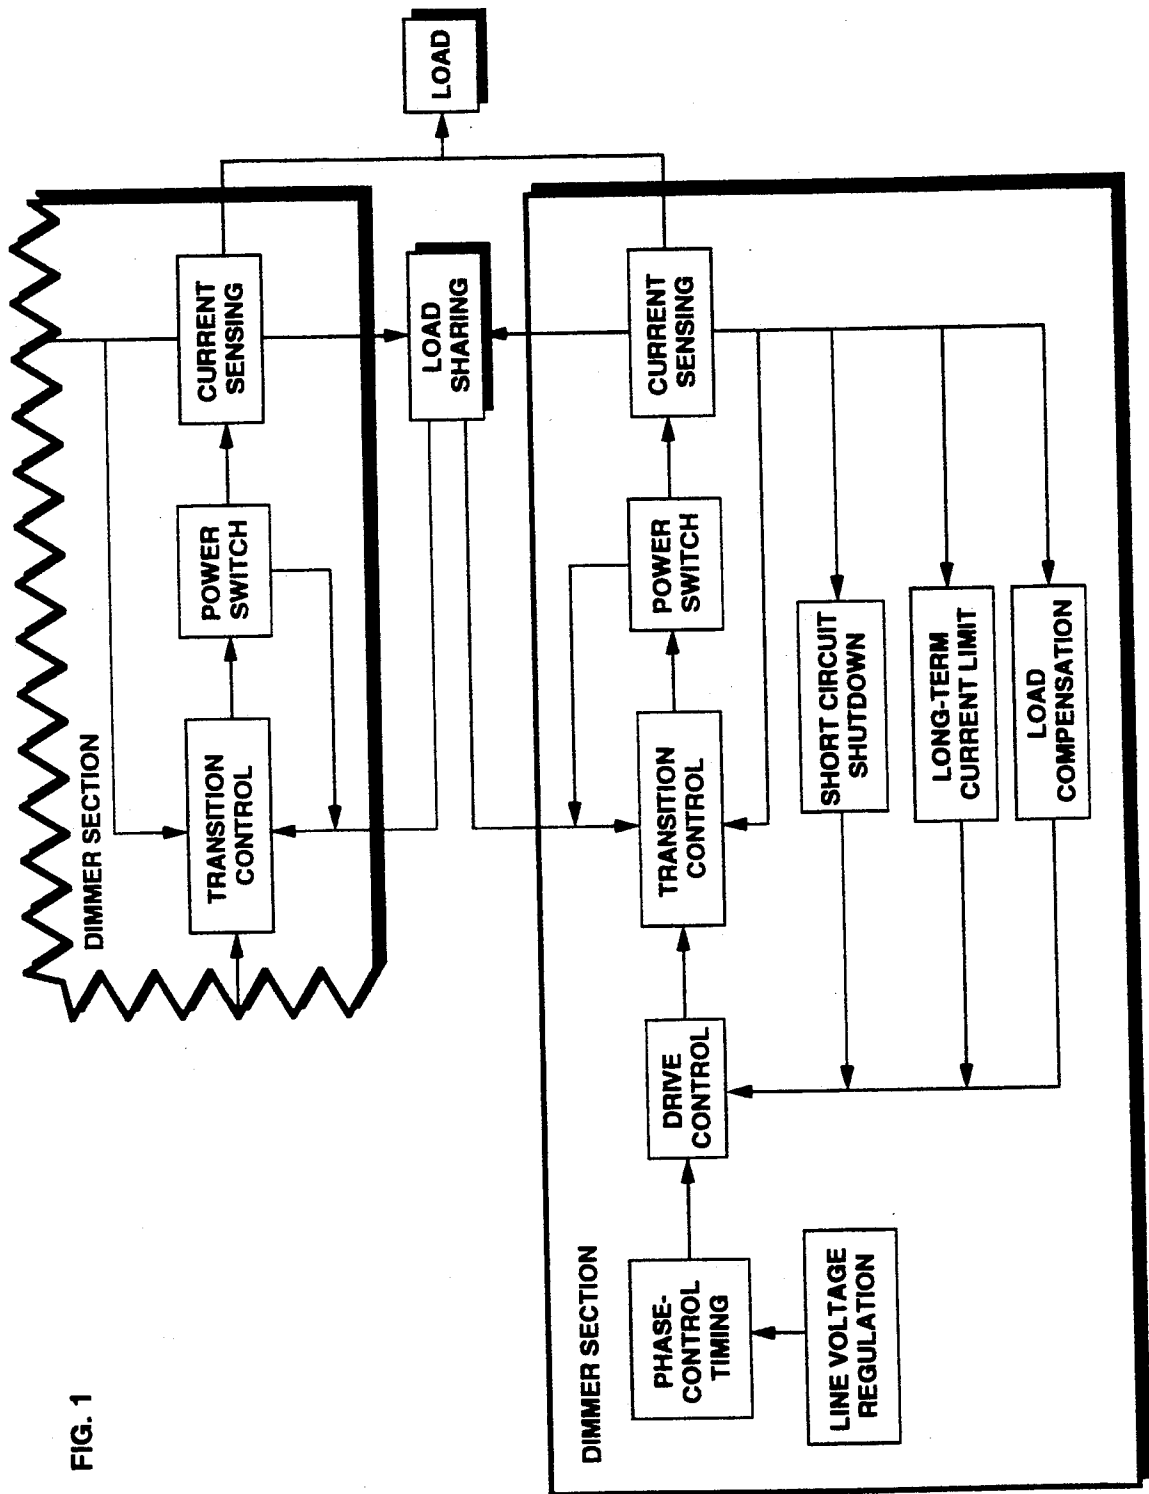 FIG. 1
DIMMER SECTION
TRANSITION
CONTROL
POWER
SWITCH
CURRENT
SENSING
LOAD
LOAD
SHARING
DIMMER SECTION
PHASE-
CONTROL
TIMING
LINE VOLTAGE
REGULATION
DRIVE
CONTROL
TRANSITION
CONTROL
POWER
SWITCH
CURRENT
SENSING
SHORT CIRCUIT
SHUTDOWN
LONG-TERM
CURRENT LIMIT
LOAD
COMPENSATION